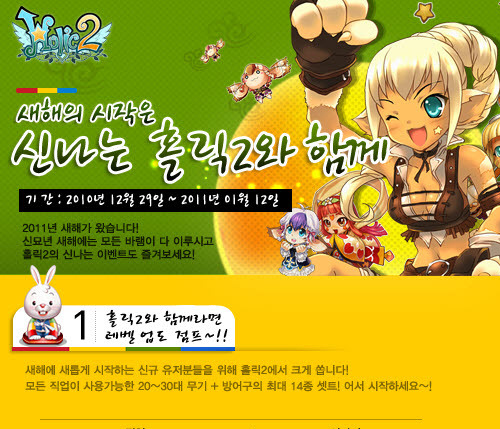 Holic2
새해의 시작은
신나는 홀릭2와 함께
기 간 : 2010년 12월 29일 ~ 2011년 01월 12일
2011년 새해가 왔습니다!
신묘년 새해에는 모든 바램이 다 이루시고
홀릭2의 신나는 이벤트도 즐겨보세요!
1 홀릭2와 함께라면
레벨 업도 점프~!!
새해에 새롭게 시작하는 신규 유저분들을 위해 홀릭2에서 크게 쏩니다!
모든 직업이 사용가능한 20~30대 무기 + 방어구의 최대 14종 셋트! 어서 시작하세요~!